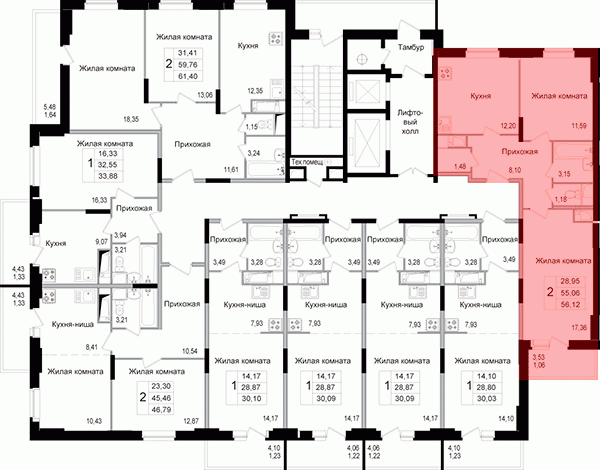 31,41
2 59,76
61,40
Жилая комната
Кухня
Жилая комната
12,35
13,06
18,35
5,48
1,64
1,15
3,24
Прихожая
11,61
Тамбур
Лифто-
вый
холл
Тех.помещ.
Кухня
12,20
Жилая комната
11,59
Прихожая
1,48
8,10
3,15
1,18
Жилая комната
28,95
2 55,06
56,12
17,36
3,53
1,06
Жилая комната
16,33
1 32,55
33,88
16,33
Прихожая
3,94
Кухня
9,07
3,21
4,43
1,33
4,43
1,33
3,21
Кухня-ниша
8,41
Прихожая
10,54
Жилая комната
10,43
Жилая комната
23,30
2 45,46
46,79
12,87
Прихожая
3,49
3,28
Кухня-ниша
7,93
Жилая комната
14,17
1 28,87
30,10
14,17
4,10
1,23
Прихожая
3,28
3,49
Кухня-ниша
7,93
Жилая комната
14,17
1 28,87
30,09
14,17
4,06
1,22
Прихожая
3,49
3,28
Кухня-ниша
7,93
Жилая комната
14,17
1 28,87
30,09
14,17
4,06
1,22
Прихожая
3,28
3,49
Кухня-ниша
7,93
Жилая комната
14,10
1 28,80
30,03
14,10
4,10
1,23